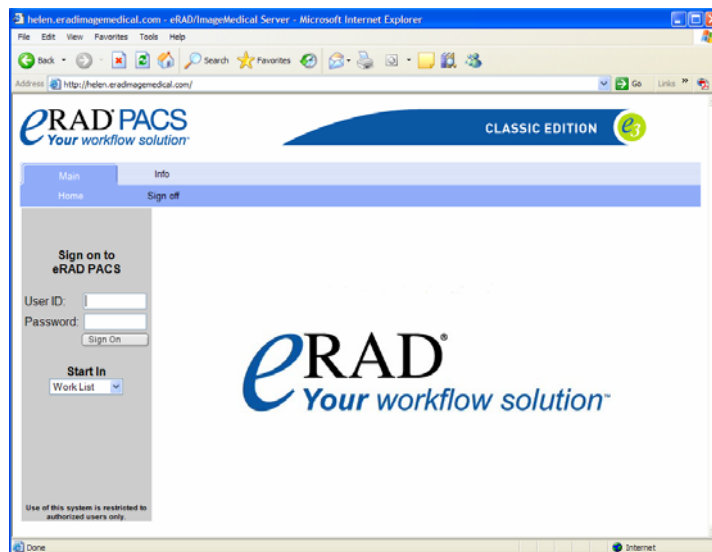 helen.eradimagemedical.com - eRAD/ImageMedical Server - Microsoft Internet Explorer
File Edit View Favorites Tools Help
Back Search Favorites
Address http://helen.eradimagemedical.com/ Go Links »
eRAD® PACS
Your workflow solution™
CLASSIC EDITION e3
Main Info
Home Sign off
Sign on to
eRAD PACS
User ID:
Password:
Sign On
Start In
Work List
eRAD®
Your workflow solution™
Use of this system is restricted to
authorized users only.
Done Internet